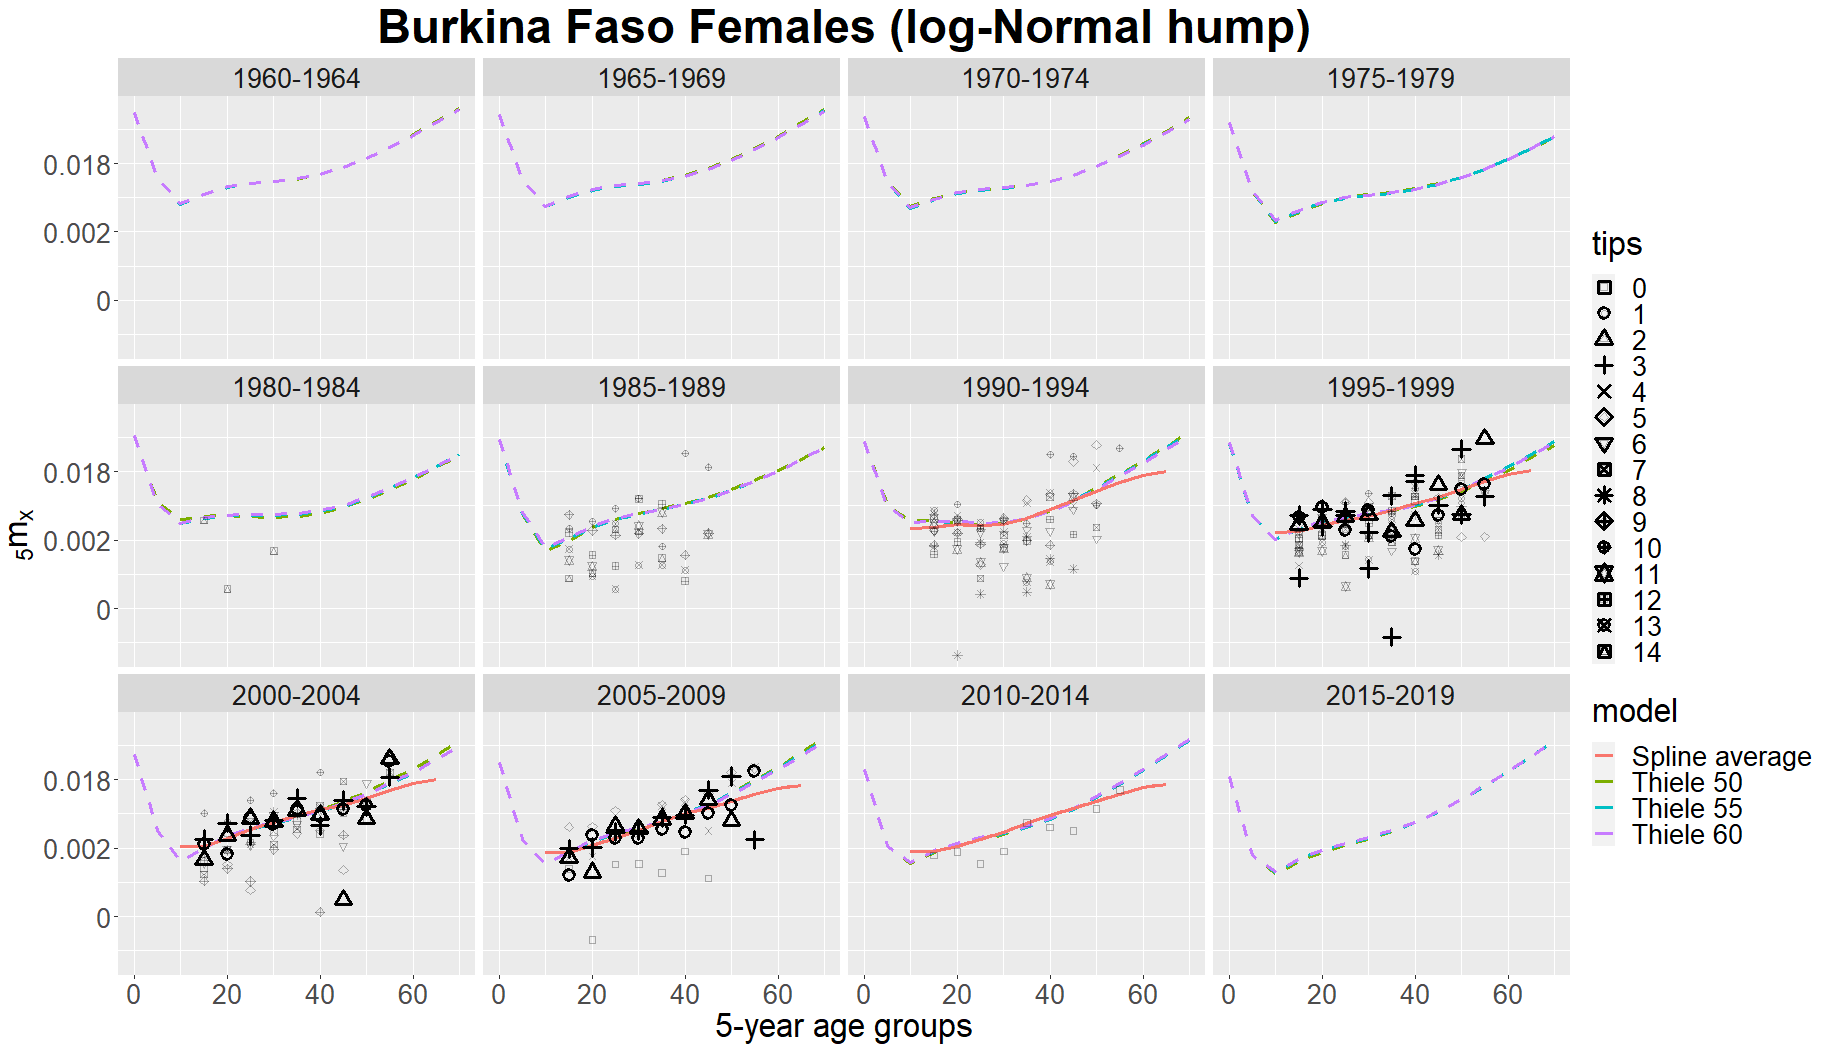 Burkina Faso Females (log-Normal hump)
1960-1964 1965-1969 1970-1974 1975-1979
0.018
0.002
0
1980-1984 1985-1989 1990-1994 1995-1999
0.018
0.002
0
2000-2004 2005-2009 2010-2014 2015-2019
0.018
0.002
0
0 20 40 60 0 20 40 60 0 20 40 60 0 20 40 60
5-year age groups
5mx
tips
0
1
2
3
4
5
6
7
8
9
10
11
12
13
14
model
Spline average
Thiele 50
Thiele 55
Thiele 60